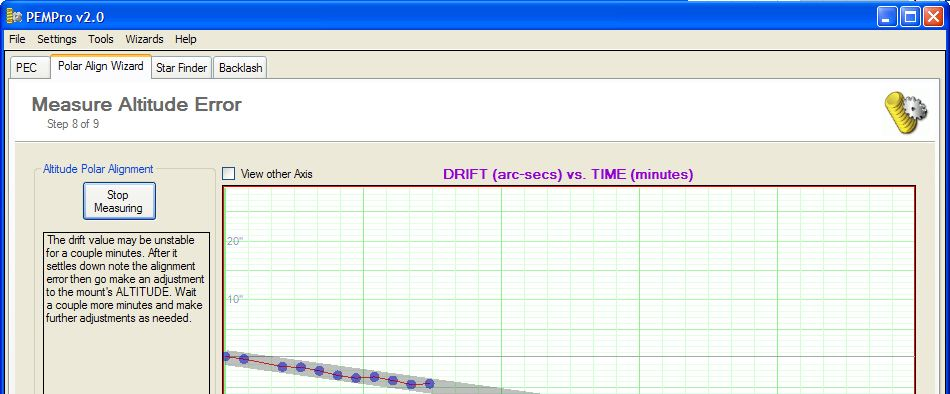 PEMPro v2.0
File Settings Tools Wizards Help
PEC Polar Align Wizard Star Finder Backlash
Measure Altitude Error
Step 8 of 9
Altitude Polar Alignment
View other Axis
DRIFT (arc-secs) vs. TIME (minutes)
Stop
Measuring
The drift value may be unstable
for a couple minutes. After it
settles down note the alignment
error then go make an adjustment
to the mount's ALTITUDE. Wait
a couple more minutes and make
further adjustments as needed.
20"
10"